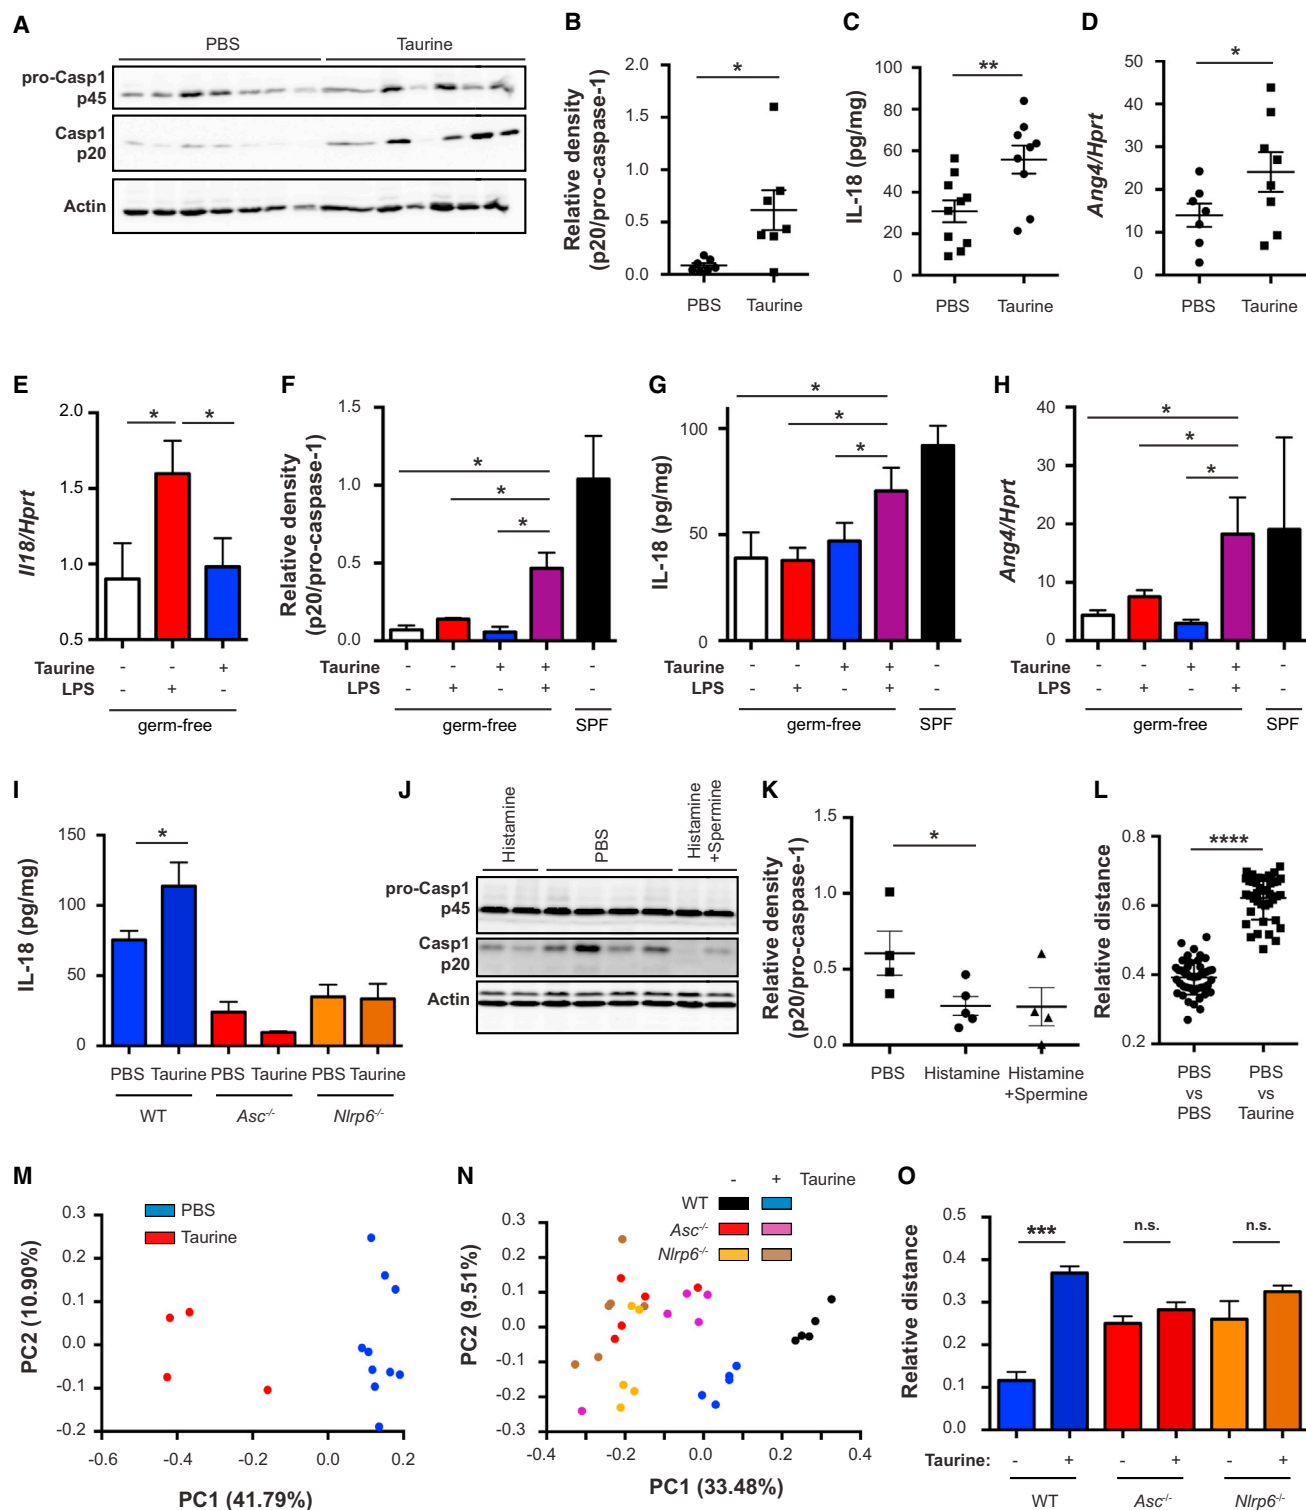 A
PBS Taurine
pro-Casp1
p45
Casp1
p20
Actin
B
Relative density
(p20/pro-caspase-1)
2.0
1.5
1.0
0.5
0.0
*
PBS Taurine
C
IL-18 (pg/mg)
100
80
60
40
20
0
**
PBS Taurine
D
Ang4/Hprt
50
40
30
20
10
0
*
PBS Taurine
E
Il18/Hprt
2.0
1.5
1.0
0.5
* *
Taurine - - +
LPS - + -
germ-free
F
Relative density
(p20/pro-caspase-1)
1.5
1.0
0.5
0.0
*
*
*
Taurine - - + + -
LPS - + - + -
germ-free SPF
G
IL-18 (pg/mg)
100
50
0
*
*
*
- - + + -
- + - + -
germ-free SPF
H
Ang4/Hprt
40
30
20
10
0
*
*
*
Taurine - - + + -
LPS - + - + -
germ-free SPF
I
IL-18 (pg/mg)
150
100
50
0
*
PBS Taurine PBS Taurine PBS Taurine
WT Asc-/- Nlrp6-/-
J
Histamine
PBS
Histamine
+Spermine
pro-Casp1
p45
Casp1
p20
Actin
K
Relative density
(p20/pro-caspase-1)
1.5
1.0
0.5
0.0
*
PBS Histamine Histamine
+Spermine
L
Relative distance
0.8
0.6
0.4
0.2
****
PBS
vs
PBS
PBS
vs
Taurine
M
PBS
Taurine
PC2 (10.90%)
0.3
0.2
0.1
0.0
-0.1
-0.2
-0.6 -0.4 -0.2 0.0 0.2
PC1 (41.79%)
N
- + Taurine
WT
Asc-/-
Nlrp6-/-
PC2 (9.51%)
0.3
0.2
0.1
0.0
-0.1
-0.2
-0.3
-0.4 -0.2 0.0 0.2 0.4
PC1 (33.48%)
O
Relative distance
0.5
0.4
0.3
0.2
0.1
0.0
*** n.s. n.s.
Taurine: - + - + - +
WT Asc-/- Nlrp6-/-